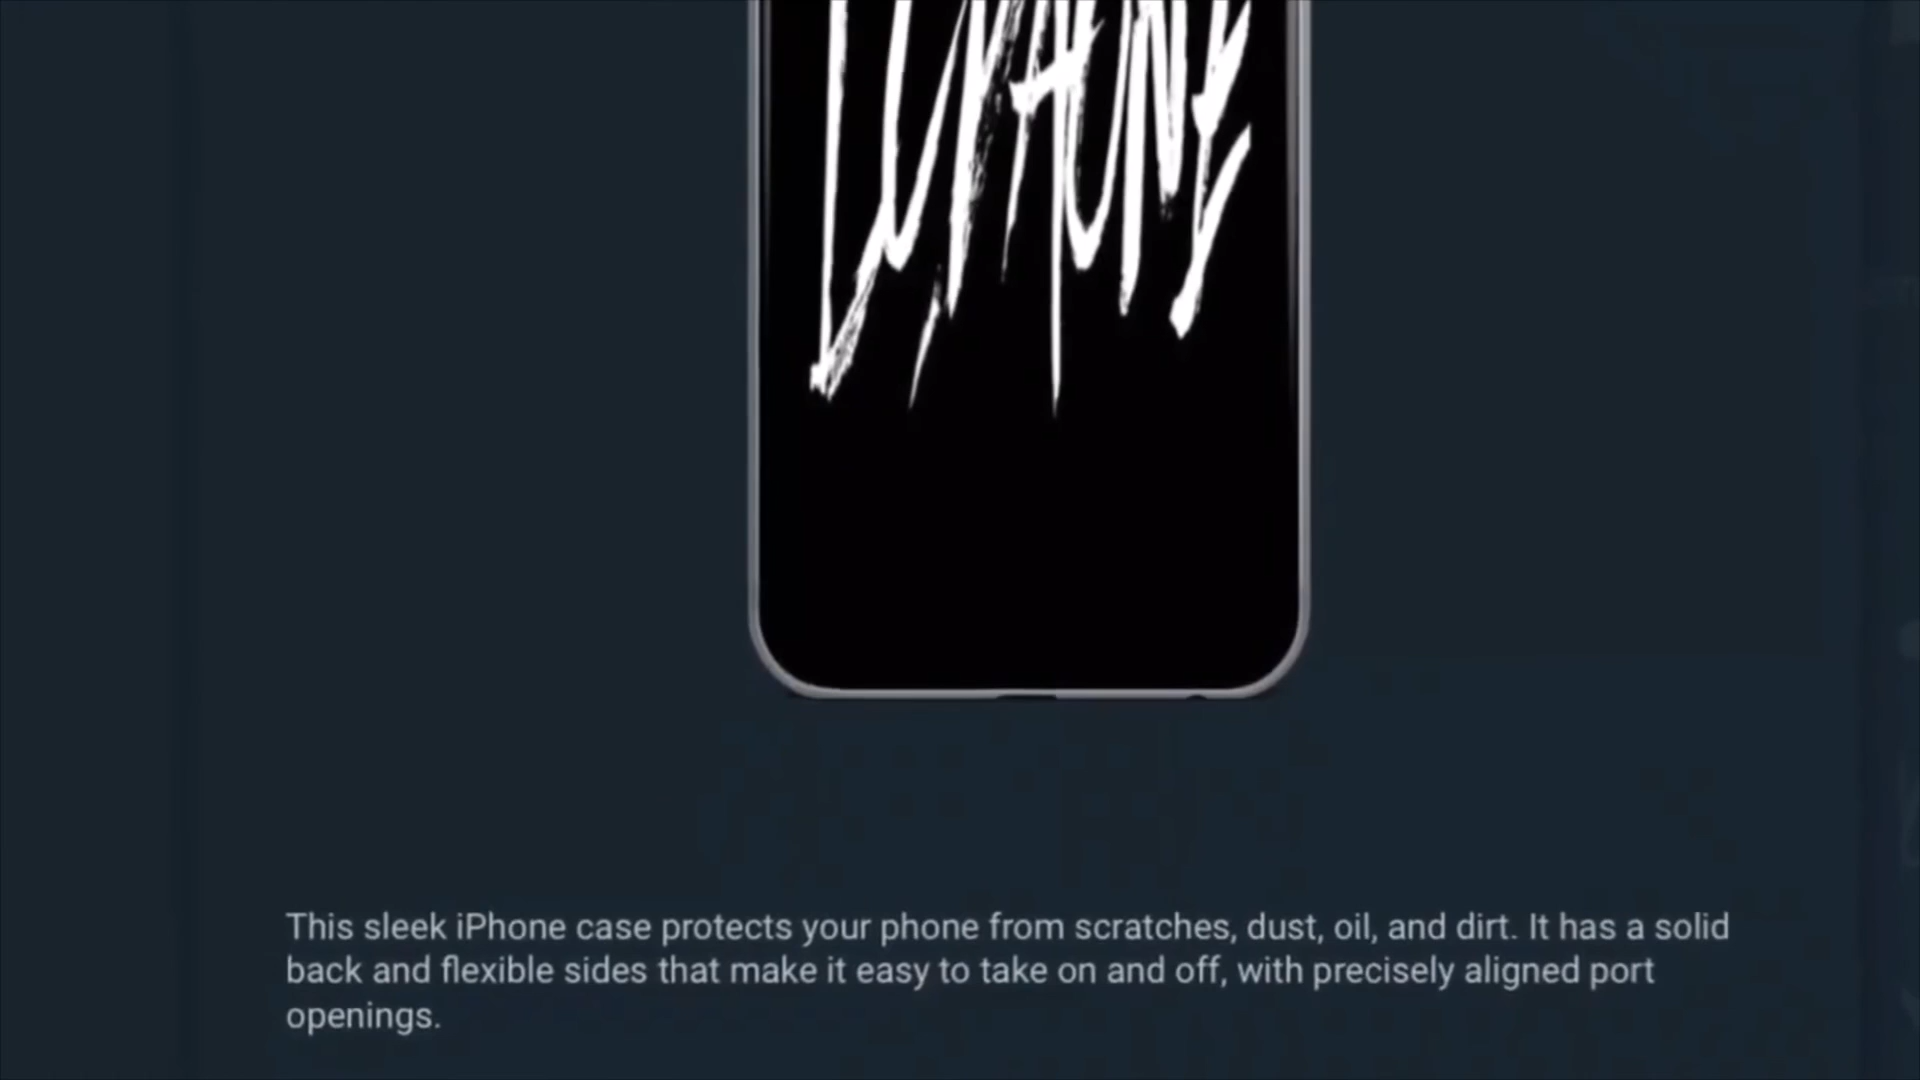 This sleek iPhone case protects your phone from scratches, dust, oil, and dirt. It has a solid
back and flexible sides that make it easy to take on and off, with precisely aligned port
openings.